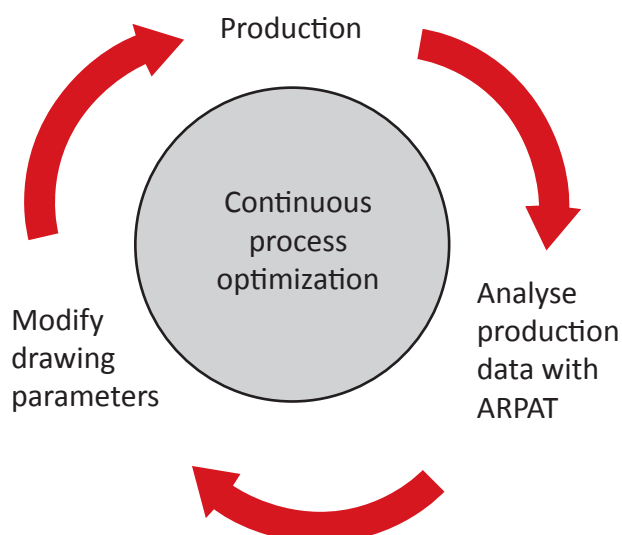 Production
Continuous
process
optimization
Analyse
production
data with
ARPAT
Modify
drawing
parameters